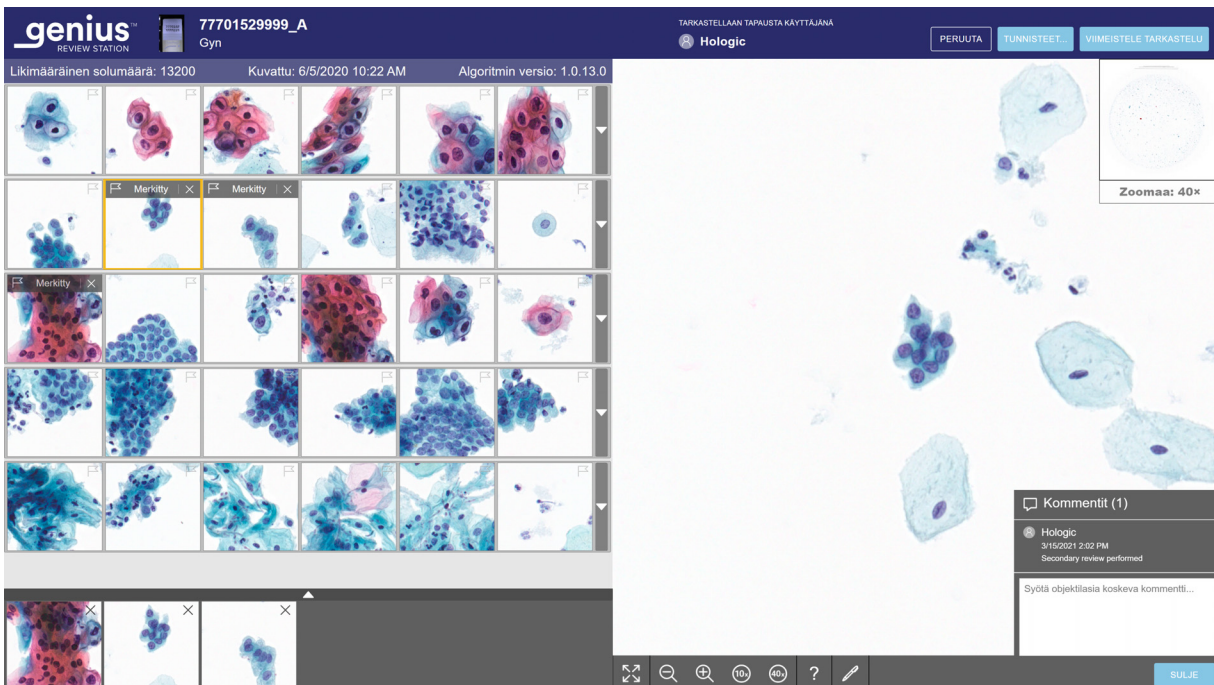 genius™
REVIEW STATION
77701529999_A
Gyn
TARKASTELLAAN TAPAUSTA KÄYTTÄJÄNÄ
Hologic
PERUUTA
TUNNISTEET...
VIIMEISTELE TARKASTELU
Likimääräinen solumäärä: 13200
Kuvattu: 6/5/2020 10:22 AM
Algoritmin versio: 1.0.13.0
Zoomaa: 40×
Merkitty
Merkitty
Merkitty
Kommentit (1)
Hologic
3/15/2021 2:02 PM
Secondary review performed
Syötä objektilasia koskeva kommentti...
10x
40x
?
SULJE